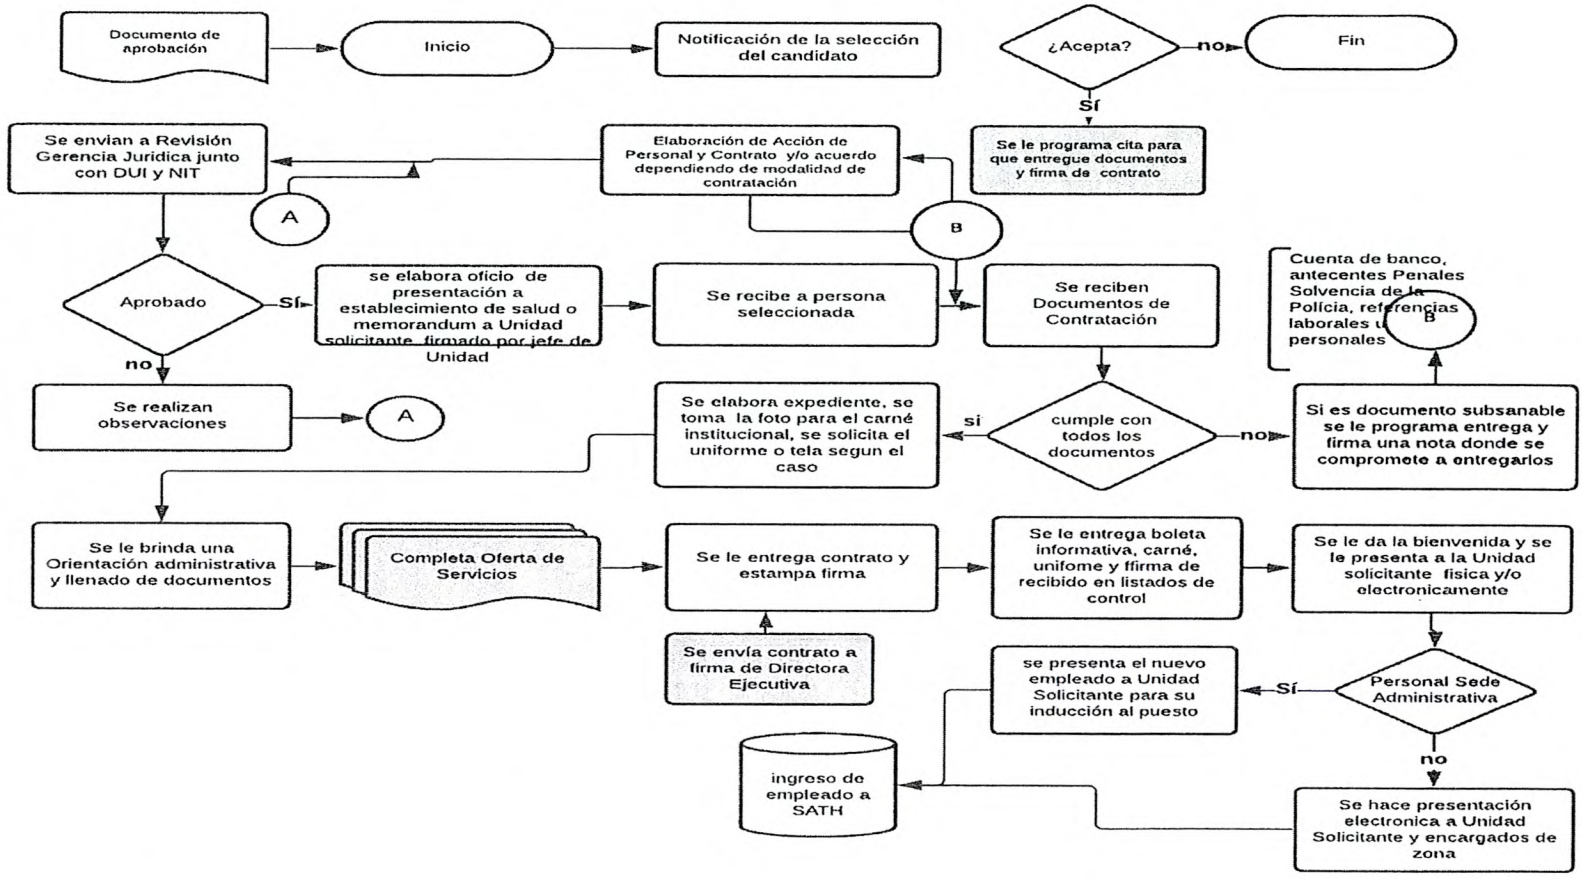 Documento de
aprobación
Inicio
Notificación de la selección
del candidato
¿Acepta?
no
Fin
Sí
Se le programa cita para
que entregue documentos
y firma de contrato
Elaboración de Acción de
Personal y Contrato y/o acuerdo
dependiendo de modalidad de
contratación
Se envian a Revisión
Gerencia Juridica junto
con DUI y NIT
A
B
Aprobado
Sí
no
se elabora oficio de
presentación a
establecimiento de salud o
memorandum a Unidad
solicitante firmado por jefe de
Unidad
Se recibe a persona
seleccionada
Se reciben
Documentos de
Contratación
Cuenta de banco,
antecentes Penales
Solvencia de la
Polícia, referencias
laborales u
personales
B
Se realizan
observaciones
A
Se elabora expediente, se
toma la foto para el carné
institucional, se solicita el
uniforme o tela segun el
caso
si
cumple con
todos los
documentos
no
Si es documento subsanable
se le programa entrega y
firma una nota donde se
compromete a entregarlos
Se le brinda una
Orientación administrativa
y llenado de documentos
Completa Oferta de
Servicios
Se le entrega contrato y
estampa firma
Se le entrega boleta
informativa, carné,
unifome y ffirma de
recibido en listados de
control
Se le da la bienvenida y se
le presenta a la Unidad
solicitante fisica y/o
electronicamente
Se envía contrato a
firma de Directora
Ejecutiva
se presenta el nuevo
empleado a Unidad
Solicitante para su
inducción al puesto
Sí
Personal Sede
Administrativa
no
ingreso de
empleado a
SATH
Se hace presentación
electronica a Unidad
Solicitante y encargados de
zona